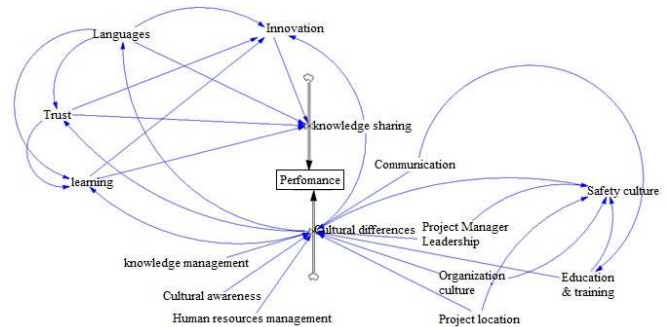 Innovation
Languages
Trust
knowledge sharing
Communication
learning
Perfomance
Safety culture
Cultural differences
Project Manager
Leadership
knowledge management
Organization
culture
Education
& training
Cultural awareness
Human resources management
Project location